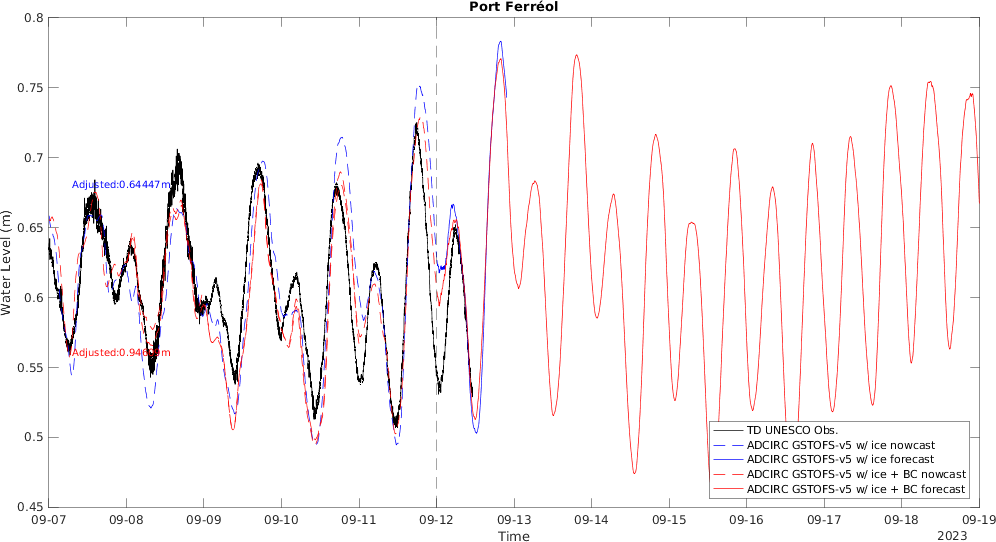 Port Ferréol
Water Level (m)
0.8
0.75
0.7
0.65
0.6
0.55
0.5
0.45
Adjusted:0.64447m
TD UNESCO Obs.
ADCIRC GSTOFS-v5 w/ ice nowcast
ADCIRC GSTOFS-v5 w/ ice forecast
ADCIRC GSTOFS-v5 w/ ice + BC nowcast
ADCIRC GSTOFS-v5 w/ ice + BC forecast
09-07 09-08 09-09 09-10 09-11 09-12 09-13 09-14 09-15 09-16 09-17 09-18 09-19
Time
2023